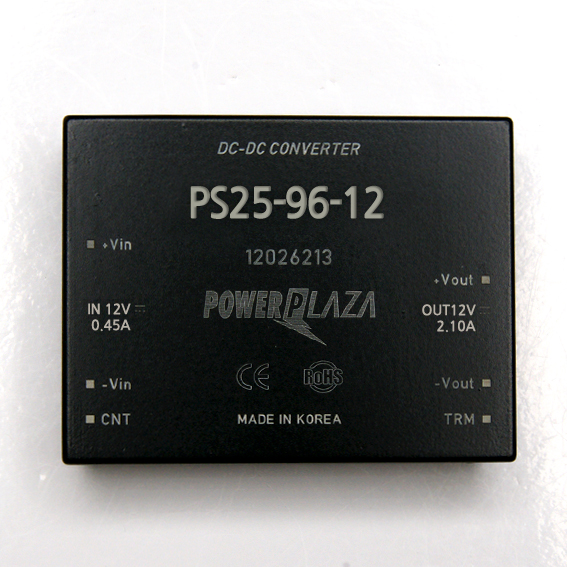 DC-DC CONVERTER
PS25-96-12
+Vin
12026213
+Vout
IN 12V
0.45A
POWERPLAZA
OUT12V
2.10A
CE
RoHS
-Vin
-Vout
CNT
MADE IN KOREA
TRM